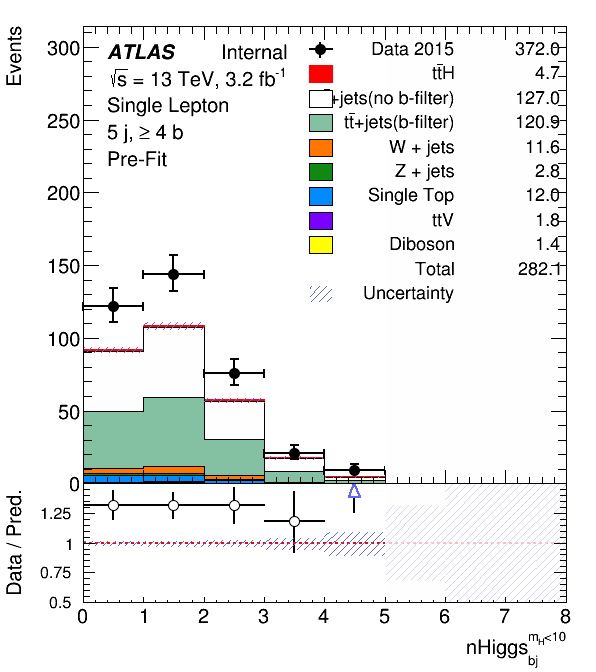 Events
300
250
200
150
100
50
0
ATLAS Internal
√s = 13 TeV, 3.2 fb⁻¹
Single Lepton
5 j, ≥ 4 b
Pre-Fit
Data 2015 372.0
tt̄H 4.7
+jets(no b-filter) 127.0
tt̄+jets(b-filter) 120.9
W + jets 11.6
Z + jets 2.8
Single Top 12.0
ttV 1.8
Diboson 1.4
Total 282.1
Uncertainty
Data / Pred.
1.25
1
0.75
0.5
0 1 2 3 4 5 6 7 8
nHiggs_bj^{m_H<10}